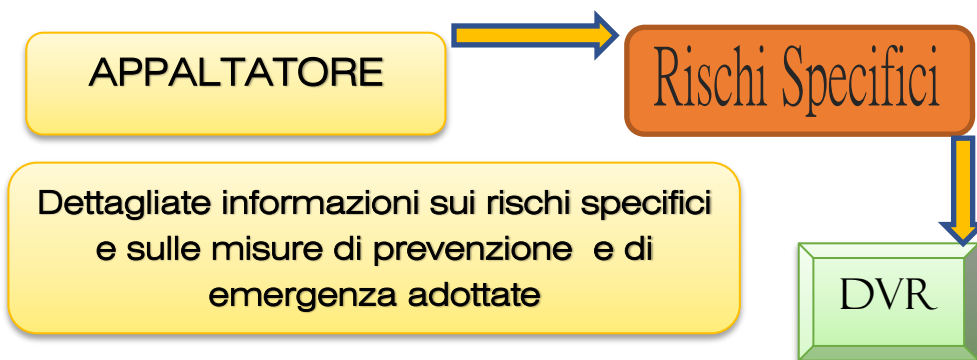 APPALTATORE
Rischi Specifici
Dettagliate informazioni sui rischi specifici
e sulle misure di prevenzione e di
emergenza adottate
DVR